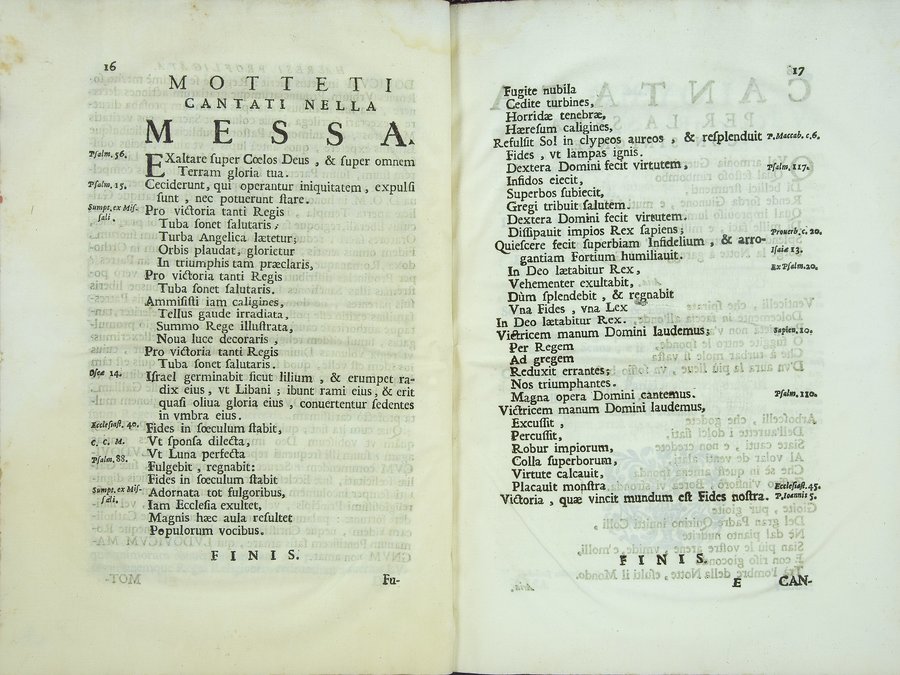 16
MOTTETI
CANTATI NELLA
MESSA.
Psalm. 56. EXaltare super Cœlos Deus, & super omnem
Terram gloria tua.
Psalm. 15. Ceciderunt, qui operantur iniquitatem, expulsi
sunt, nec potuerunt stare.
Sumpt. ex Mis- Pro victoria tanti Regis
sali. Tuba sonet salutaris;
Turba Angelica lætetur;
Orbis plaudat, glorietur
In triumphis tam præclaris,
Pro victoria tanti Regis
Tuba sonet salutaris.
Ammisisti iam caligines,
Tellus gaude irradiata,
Summo Rege illustrata,
Noua luce decoraris,
Pro victoria tanti Regis
Tuba sonet salutaris.
Oseæ 14. Israel germinabit sicut lilium, & erumpet ra-
dix eius, vt Libani; ibunt rami eius, & erit
quasi oliua gloria eius, conuertentur sedentes
in vmbra eius.
Ecclesiast. 40. Fides in sœculum stabit,
C. C. M. Vt sponsa dilecta,
Psalm. 88. Vt Luna perfecta
Fulgebit, regnabit:
Fides in sœculum stabit
Sumpt. ex Mis- Adornata tot fulgoribus,
sali. Iam Ecclesia exultet,
Magnis hæc aula resultet
Populorum vocibus.
FINIS.
Fu-
17
Fugite nubila
Cedite turbines,
Horridæ tenebræ,
Hæresum caligines,
Refulsit Sol in clypeos aureos, & resplenduit P. Maccab. c. 6.
Fides, vt lampas ignis.
Dextera Domini fecit virtutem, Psalm. 117.
Infidos eiecit,
Superbos subiecit,
Gregi tribuit salutem.
Dextera Domini fecit virtutem.
Dissipauit impios Rex sapiens; Prouerb. c. 20.
Quiescere fecit superbiam Infidelium, & arro-
gantiam Fortium humiliauit. Isaiæ 13.
In Deo lætabitur Rex, Ex Psalm. 20.
Vehementer exultabit,
Dùm splendebit, & regnabit
Vna Fides, vna Lex
In Deo lætabitur Rex.
Victricem manum Domini laudemus; Sapien. 10.
Per Regem
Ad gregem
Reduxit errantes;
Nos triumphantes.
Magna opera Domini cantemus. Psalm. 110.
Victricem manum Domini laudemus,
Excussit,
Percussit,
Robur impiorum,
Colla superborum,
Virtute calcauit,
Placauit monstra. Ecclesiast. 45.
Victoria, quæ vincit mundum est Fides nostra. P. Ioannis 5.
FINIS.
E CAN-